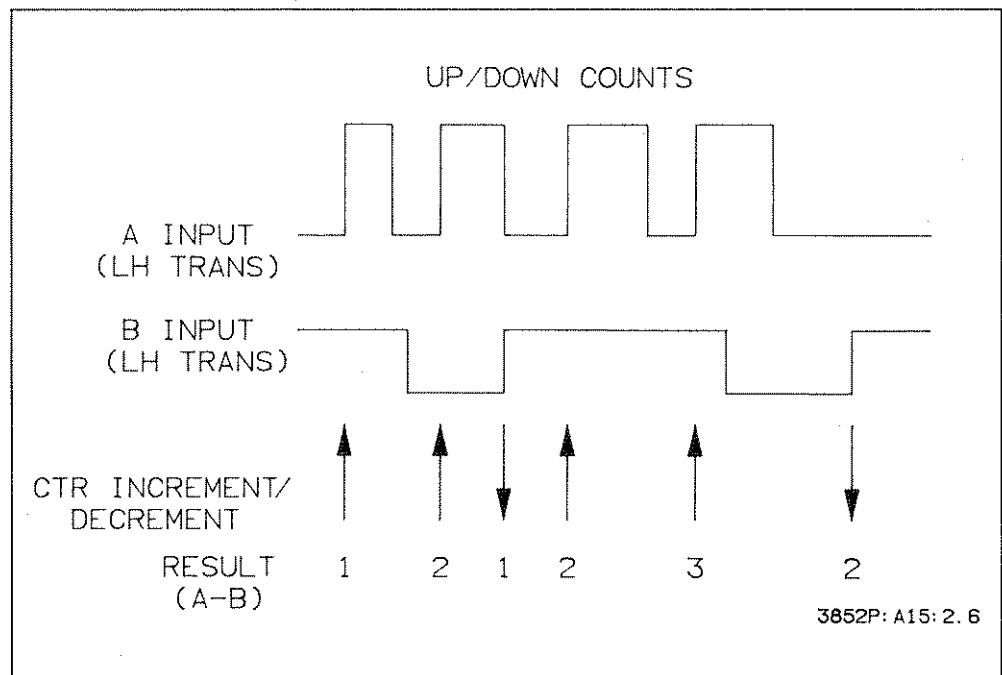 UP/DOWN COUNTS
A INPUT
(LH TRANS)
B INPUT
(LH TRANS)
CTR INCREMENT/
DECREMENT
RESULT 1 2 1 2 3 2
(A-B)
3852P: A15: 2. 6